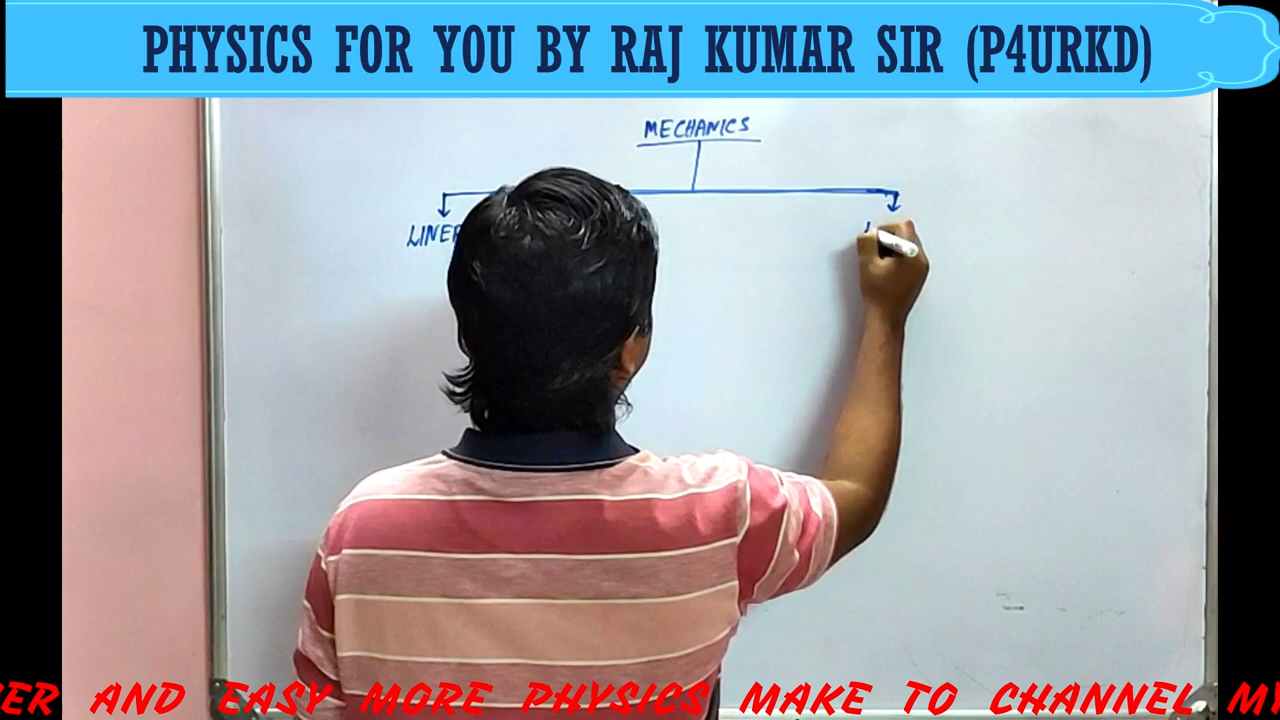 PHYSICS FOR YOU BY RAJ KUMAR SIR (P4URKD)
MECHANICS
AND EASY MORE PHYSICS MAKE TO CHANNEL